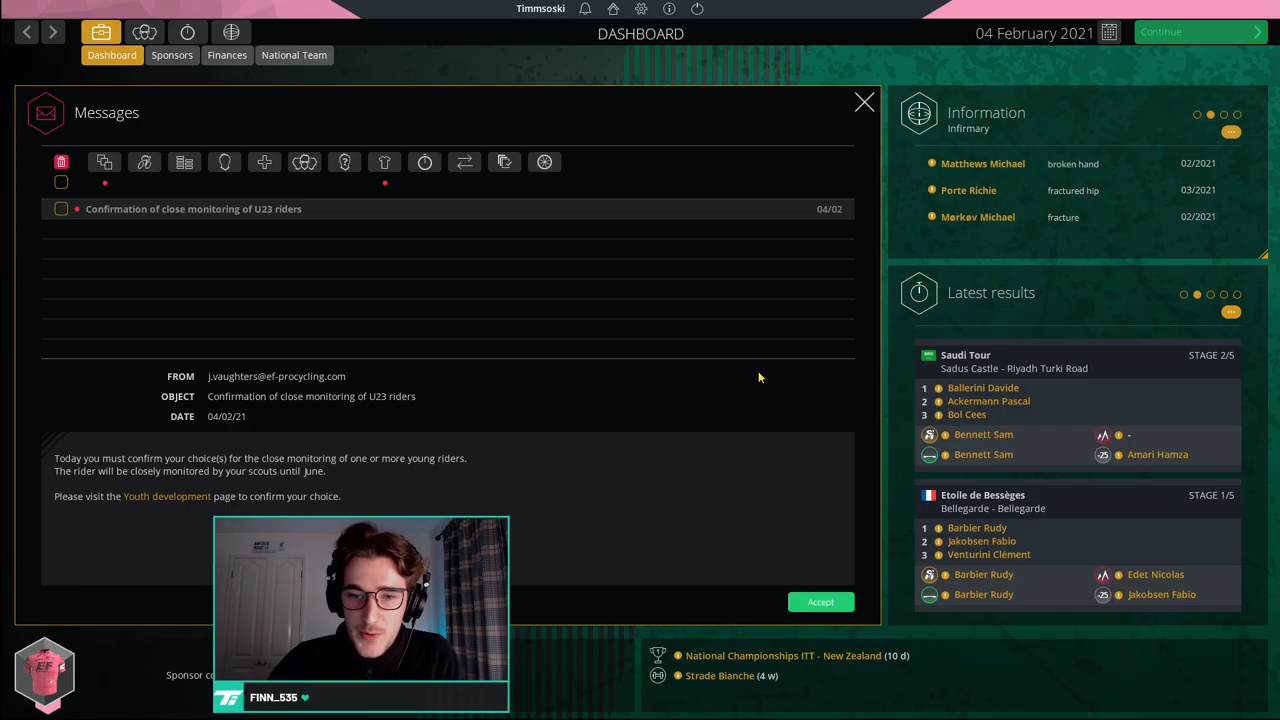 Timmsoski
DASHBOARD
04 February 2021
Continue
Dashboard
Sponsors
Finances
National Team
Messages
Confirmation of close monitoring of U23 riders
04/02
FROM
j.vaughters@ef-procycling.com
OBJECT
Confirmation of close monitoring of U23 riders
DATE
04/02/21
Today you must confirm your choice(s) for the close monitoring of one or more young riders.
The rider will be closely monitored by your scouts until June.
Please visit the Youth development page to confirm your choice.
Accept
Information
Infirmary
Matthews Michael broken hand 02/2021
Porte Richie fractured hip 03/2021
Mørkøv Michael fracture 02/2021
Latest results
Saudi Tour STAGE 2/5
Sadus Castle - Riyadh Turki Road
1 Ballerini Davide
2 Ackermann Pascal
3 Bol Cees
Bennett Sam -
Bennett Sam -25 Amari Hamza
Etoile de Bessèges STAGE 1/5
Bellegarde - Bellegarde
1 Barbier Rudy
2 Jakobsen Fabio
3 Venturini Clément
Barbier Rudy Edet Nicolas
Barbier Rudy -25 Jakobsen Fabio
EF
Sponsor co
FINN_535
National Championships ITT - New Zealand (10 d)
Strade Bianche (4 w)